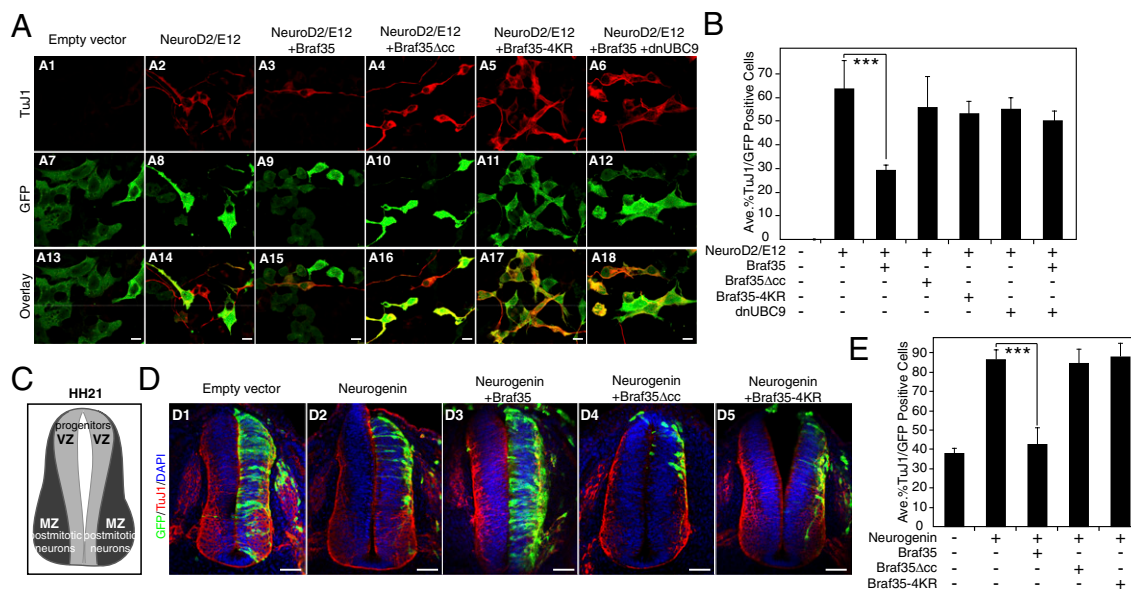 A
Empty vector
NeuroD2/E12
NeuroD2/E12
+Braf35
NeuroD2/E12
+Braf35Δcc
NeuroD2/E12
+Braf35-4KR
NeuroD2/E12
+Braf35 +dnUBC9
TuJ1
A1 A2 A3 A4 A5 A6
GFP
A7 A8 A9 A10 A11 A12
Overlay
A13 A14 A15 A16 A17 A18
B
Ave.%TuJ1/GFP Positive Cells
70
60
50
40
30
20
10
0
***
NeuroD2/E12 - + + + + + +
Braf35 - - + - - - +
Braf35Δcc - - - + - - -
Braf35-4KR - - - - + - -
dnUBC9 - - - - - + +
C
HH21
progenitors
VZ VZ
MZ MZ
postmitotic postmitotic
neurons neurons
D
Empty vector
Neurogenin
Neurogenin
+Braf35
Neurogenin
+Braf35Δcc
Neurogenin
+Braf35-4KR
GFP/TuJ1/DAPI
D1 D2 D3 D4 D5
E
Ave.%TuJ1/GFP Positive Cells
90
80
70
60
50
40
30
20
10
0
***
Neurogenin - + + + +
Braf35 - - + - -
Braf35Δcc - - - + -
Braf35-4KR - - - - +